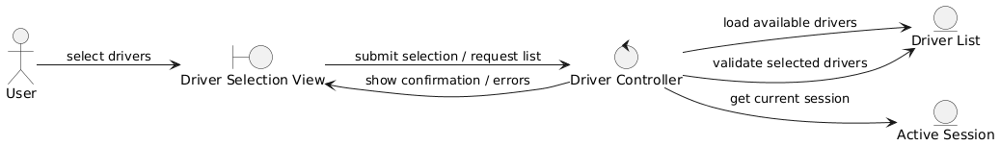 User
select drivers
Driver Selection View
submit selection / request list
show confirmation / errors
Driver Controller
load available drivers
validate selected drivers
get current session
Driver List
Active Session